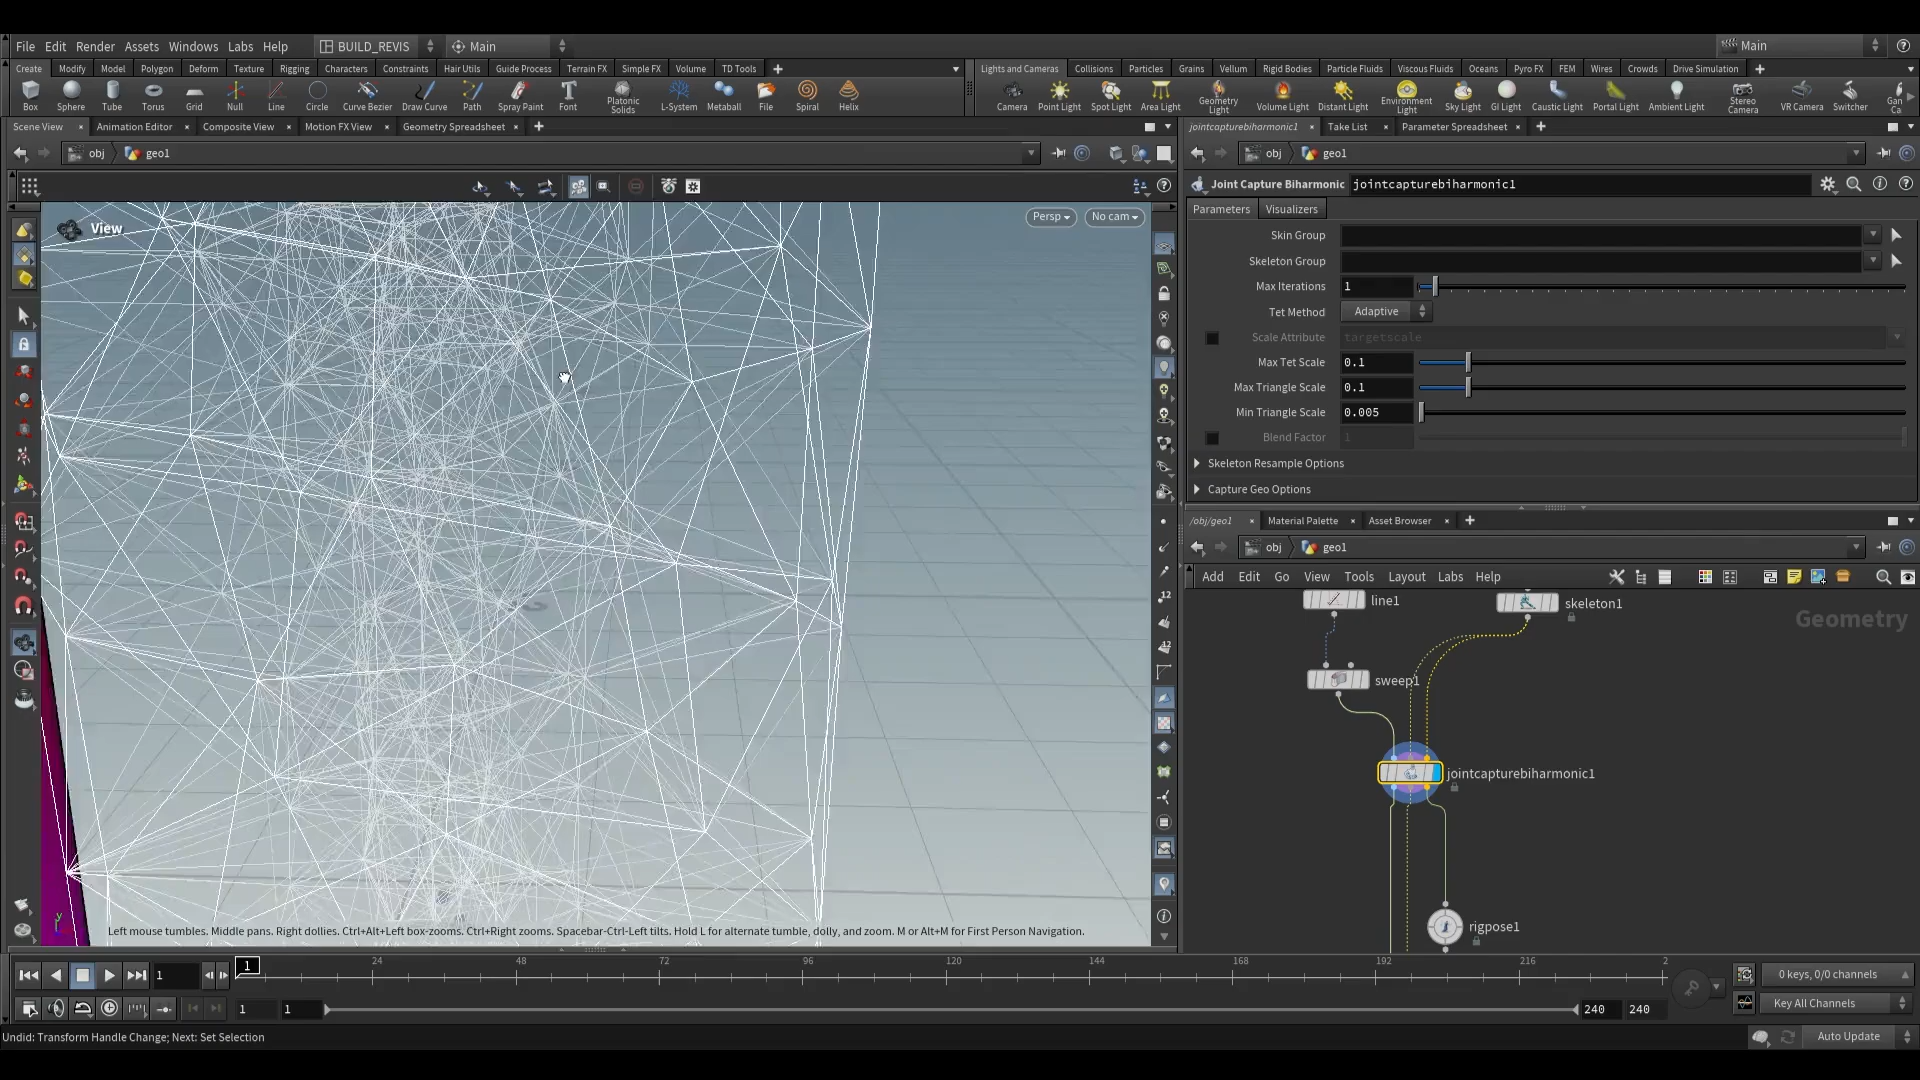 File Edit Render Assets Windows Labs Help BUILD_REVIS Main Main
Create Modify Model Polygon Deform Texture Rigging Characters Constraints Hair Utils Guide Process Terrain FX Simple FX Volume TD Tools
Lights and Cameras Collisions Particles Grains Vellum Rigid Bodies Particle Fluids Viscous Fluids Oceans Pyro FX FEM Wires Crowds Drive Simulation
Box Sphere Tube Torus Grid Null Line Circle Curve Bezier Draw Curve Path Spray Paint Font Platonic Solids L-System Metaball File Spiral Helix
Camera Point Light Spot Light Area Light Geometry Light Volume Light Distant Light Environment Light Sky Light GI Light Caustic Light Portal Light Ambient Light Stereo Camera VR Camera Switcher Gan Ca
Scene View Animation Editor Composite View Motion FX View Geometry Spreadsheet
jointcapturebiharmonic1 Take List Parameter Spreadsheet
obj geo1
obj geo1
Joint Capture Biharmonic jointcapturebiharmonic1
Parameters Visualizers
View
Persp No cam
Skin Group
Skeleton Group
Max Iterations 1
Tet Method Adaptive
Scale Attribute targetscale
Max Tet Scale 0.1
Max Triangle Scale 0.1
Min Triangle Scale 0.005
Blend Factor 1
Skeleton Resample Options
Capture Geo Options
/obj/geo1 Material Palette Asset Browser
obj geo1
Add Edit Go View Tools Layout Labs Help
Geometry
line1
skeleton1
sweep1
jointcapturebiharmonic1
rigpose1
12
12
y
Left mouse tumbles. Middle pans. Right dollies. Ctrl+Alt+Left box-zooms. Ctrl+Right zooms. Spacebar-Ctrl-Left tilts. Hold L for alternate tumble, dolly, and zoom. M or Alt+M for First Person Navigation.
1 1 24 48 72 96 120 144 168 192 216 2
0 keys, 0/0 channels
1 1 240 240
Key All Channels
Undid: Transform Handle Change; Next: Set Selection
Auto Update